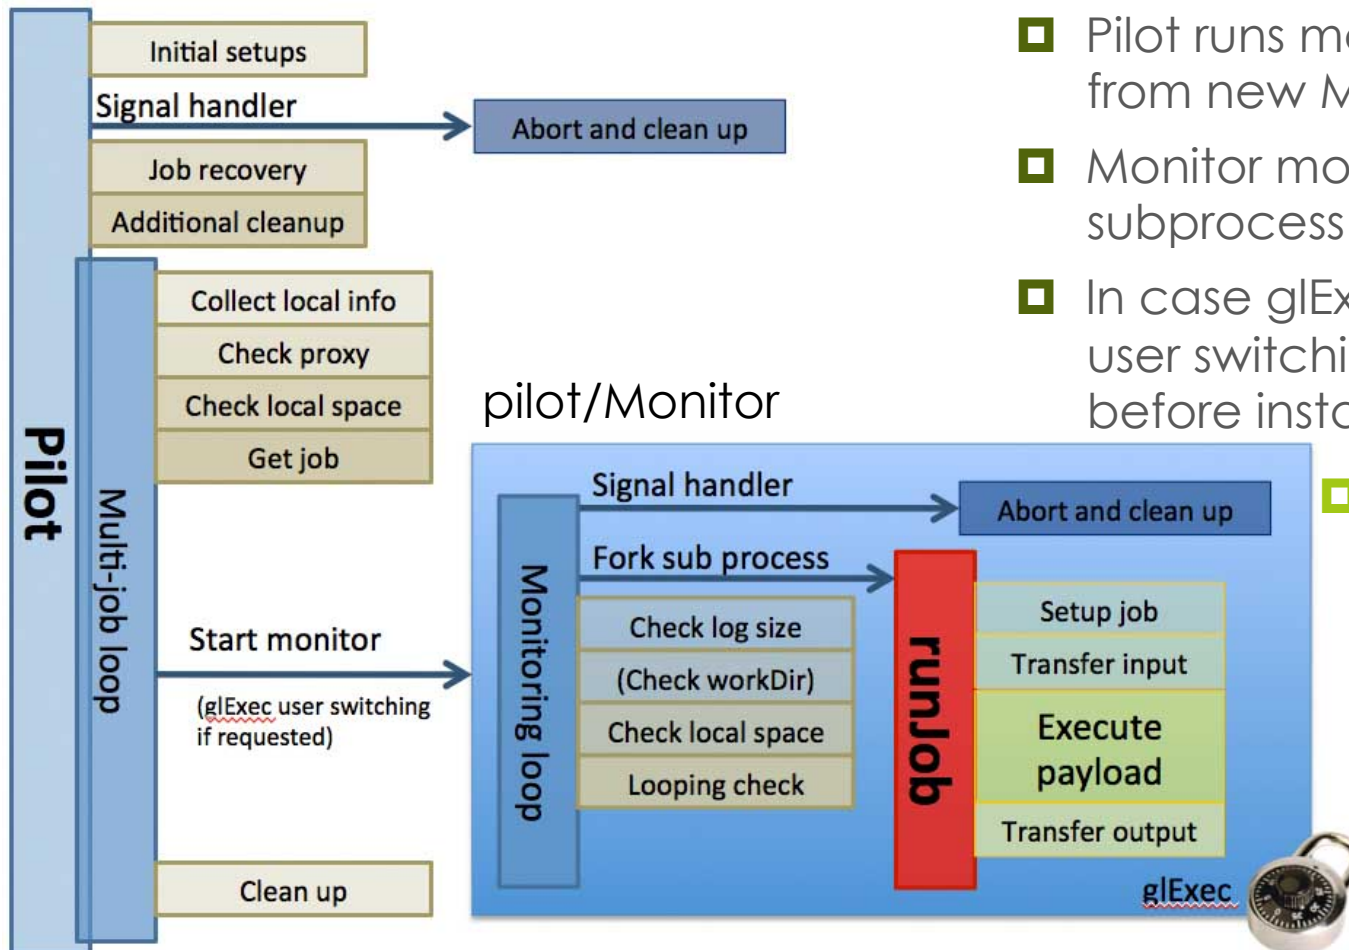 Pilot
Initial setups
Signal handler
Abort and clean up
Job recovery
Additional cleanup
Multi-job loop
Collect local info
Check proxy
Check local space
Get job
Start monitor
(glExec user switching
if requested)
Clean up
pilot/Monitor
Monitoring loop
Signal handler
Abort and clean up
Fork sub process
Check log size
(Check workDir)
Check local space
Looping check
runJob
Setup job
Transfer input
Execute
payload
Transfer output
glExec
Pilot runs
from new
Monitor
subprocess
In case
user
before